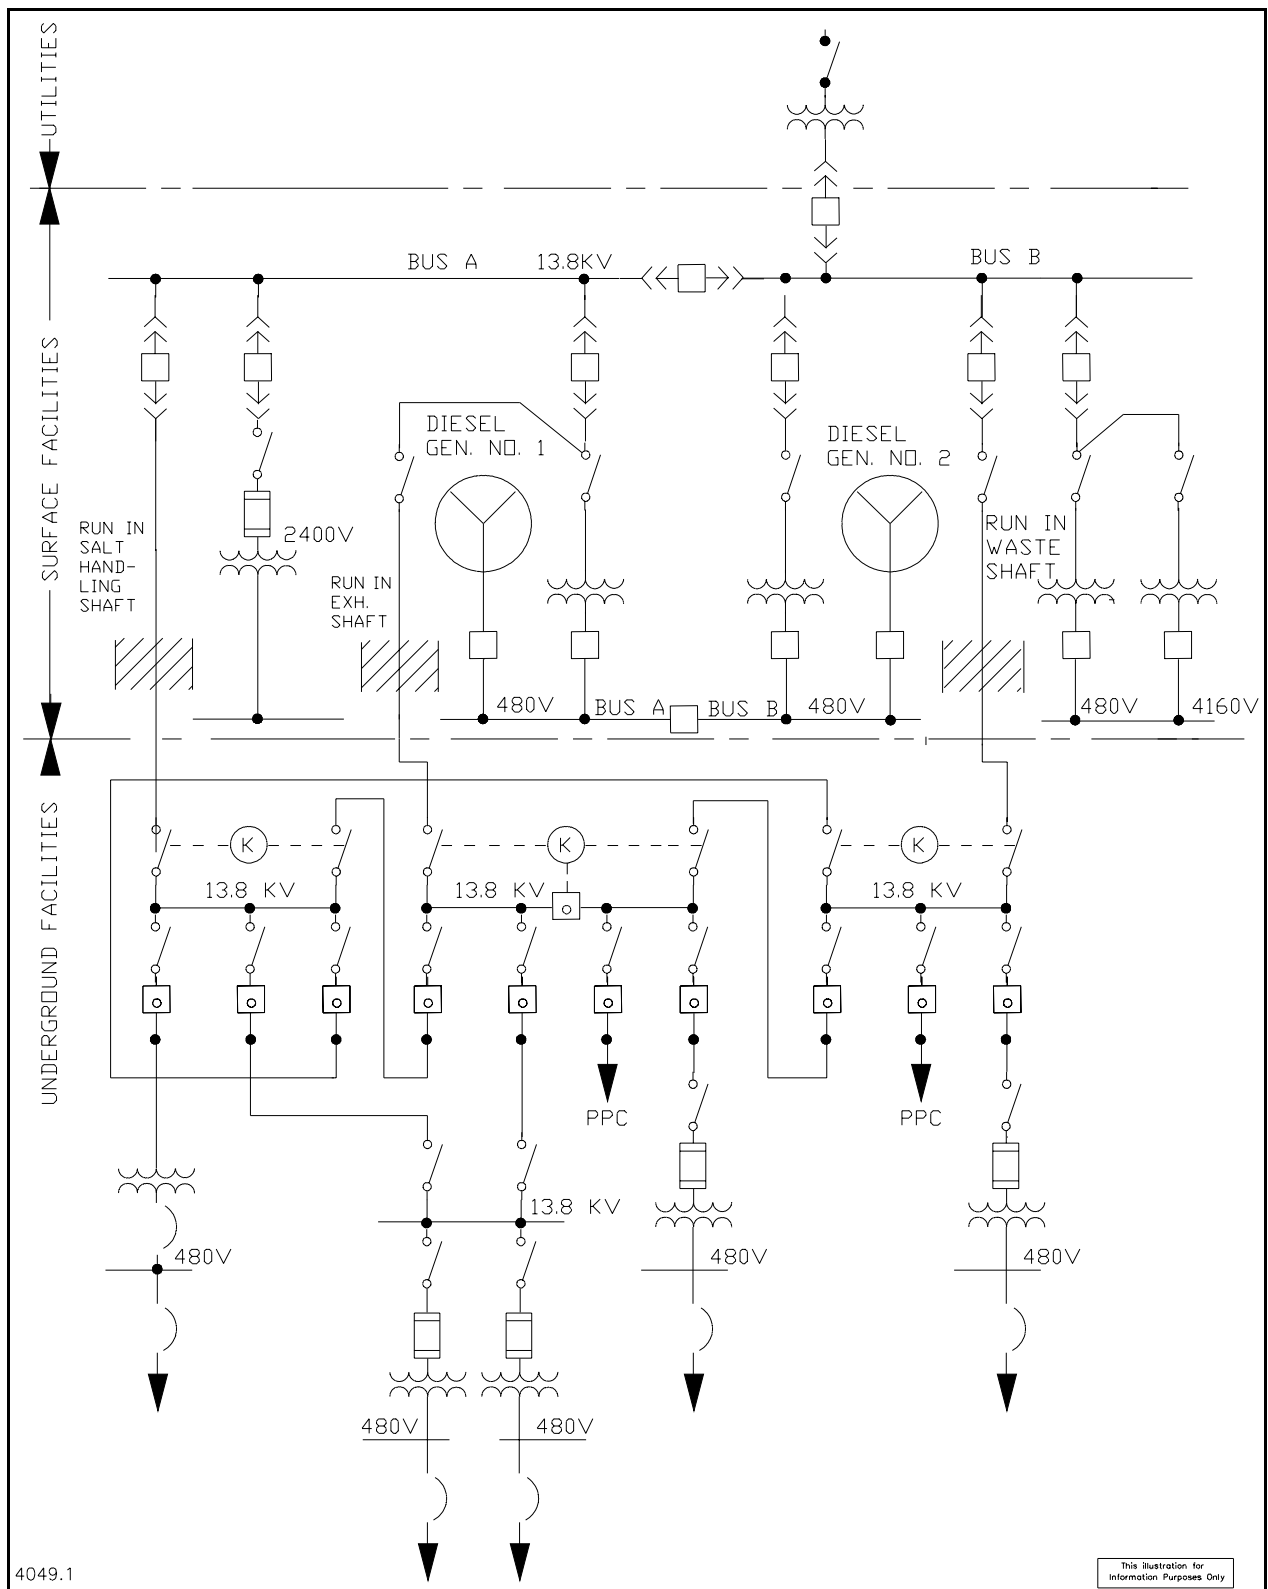 UTILITIES
BUS A 13.8KV BUS B
SURFACE FACILITIES
DIESEL
GEN. NO. 1
DIESEL
GEN. NO. 2
2400V
RUN IN
SALT
HAND-
LING
SHAFT
RUN IN
EXH.
SHAFT
RUN IN
WASTE
SHAFT
480V BUS A BUS B 480V 480V 4160V
UNDERGROUND FACILITIES
K K K
13.8 KV 13.8 KV 13.8 KV
PPC PPC
13.8 KV
480V 480V 480V
480V 480V
4049.1
This illustration for
Information Purposes Only